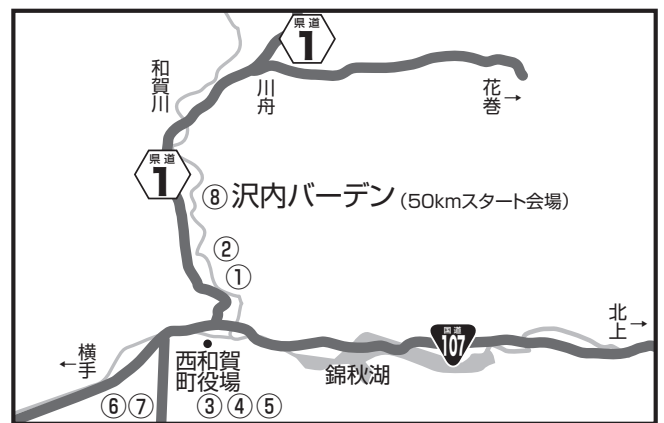 県道
1
和賀川
川舟
花巻→
県道
1
⑧沢内バーデン(50kmスタート会場)
②
①
北上→
国道
107
←横手
西和賀
町役場
錦秋湖
⑥⑦
③④⑤